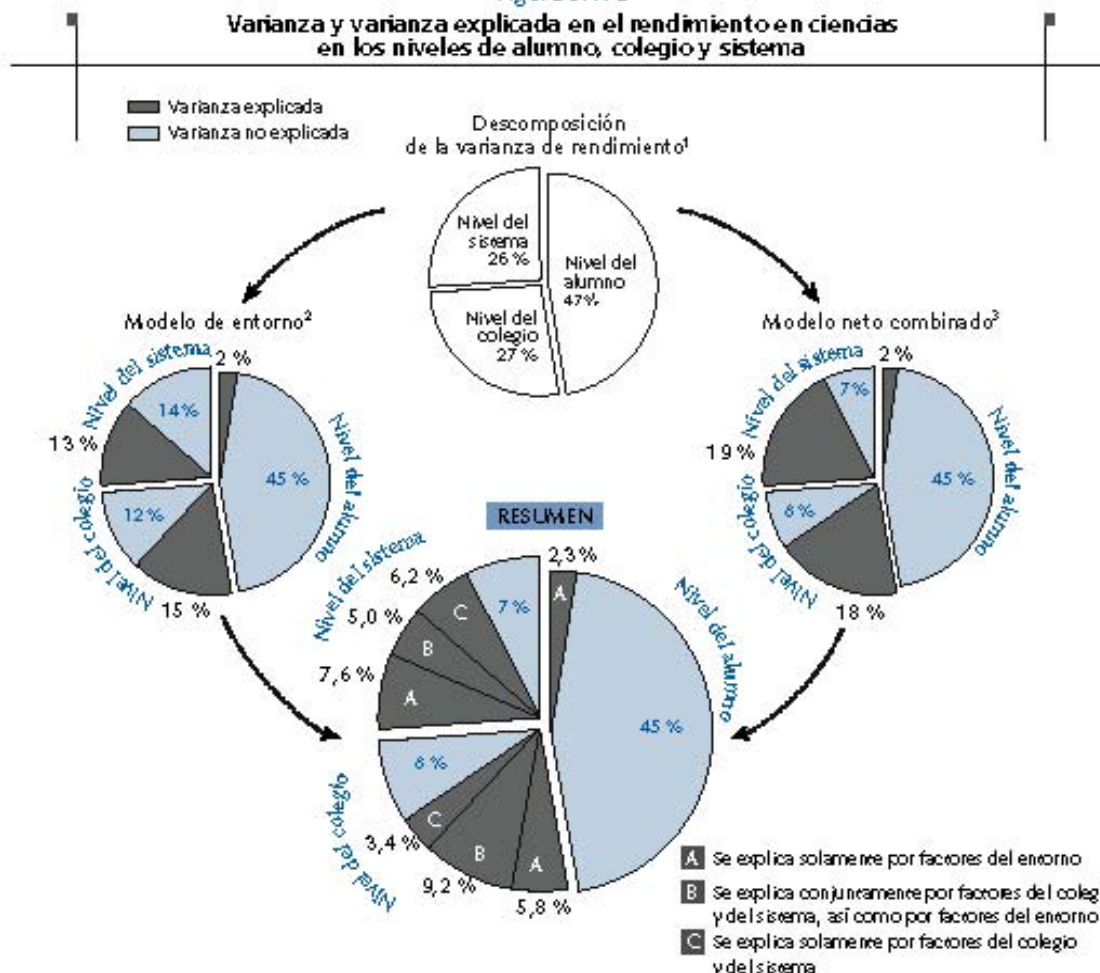 Varianza y varianza explicada en el rendimiento en ciencias
en los niveles de alumno, colegio y sistema
Varianza explicada
Varianza no explicada
Descomposición
de la varianza de rendimiento¹
Nivel del
sistema
26 %
Nivel del
alumno
47%
Nivel del
colegio
27 %
Modelo de entorno²
Nivel del sistema
2 %
14 %
13 %
45 %
Nivel del alumno
12 %
Nivel del colegio
15 %
Modelo neto combinado³
Nivel del sistema
2 %
7%
19 %
45 %
Nivel del alumno
Nivel del colegio
18 %
RESUMEN
Nivel del sistema
2,3 %
6,2 %
7 %
A
C
5,0 %
B
7,6 %
A
Nivel del alumno
45 %
Nivel del colegio
C
3,4 %
B
9,2 %
A
5,8 %
A Se explica solamente por factores del entorno
B Se explica conjuntamente por factores del coleg
y del sistema, así como por factores del entorno
C Se explica solamente por factores del colegio
y del sistema